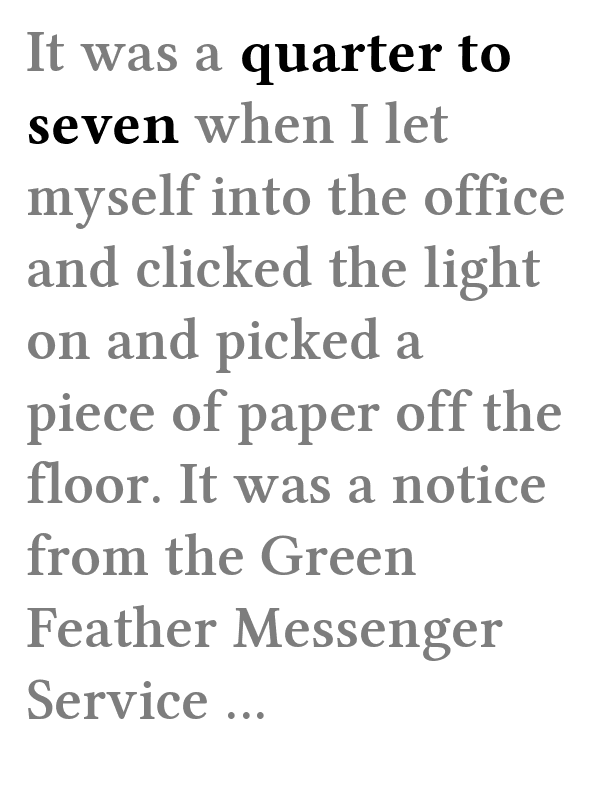 It was a quarter to
seven when I let
myself into the office
and clicked the light
on and picked a
piece of paper off the
floor. It was a notice
from the Green
Feather Messenger
Service ...